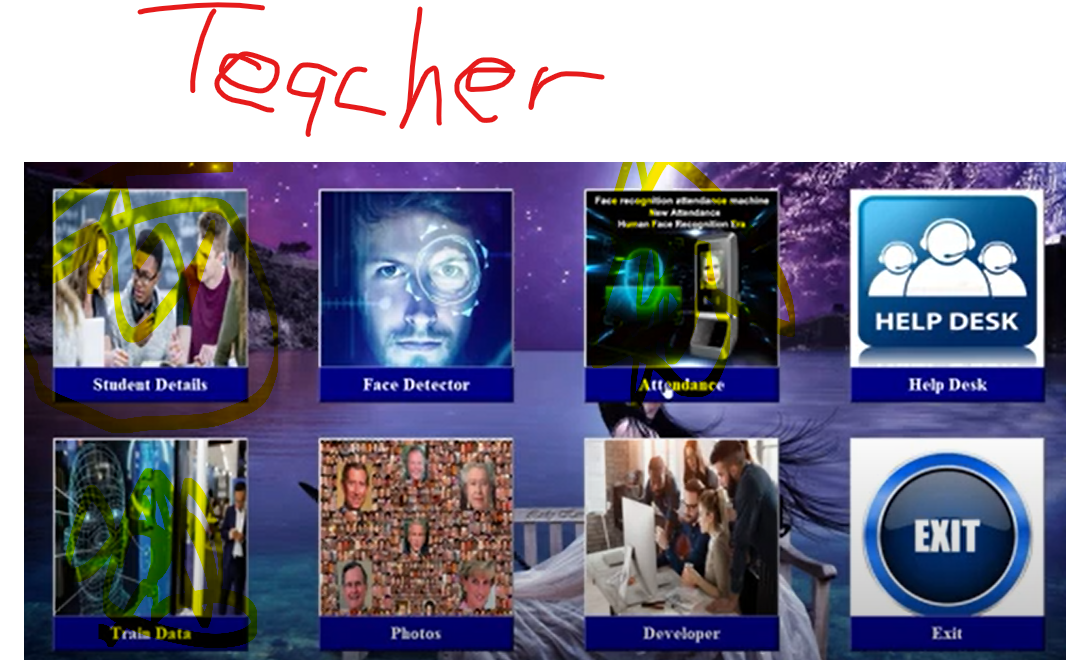 Teacher
Face recognition attendance machine
New Attendance
Human Face Recognition Era
HELP DESK
Student Details
Face Detector
Attendance
Help Desk
EXIT
Train Data
Photos
Developer
Exit